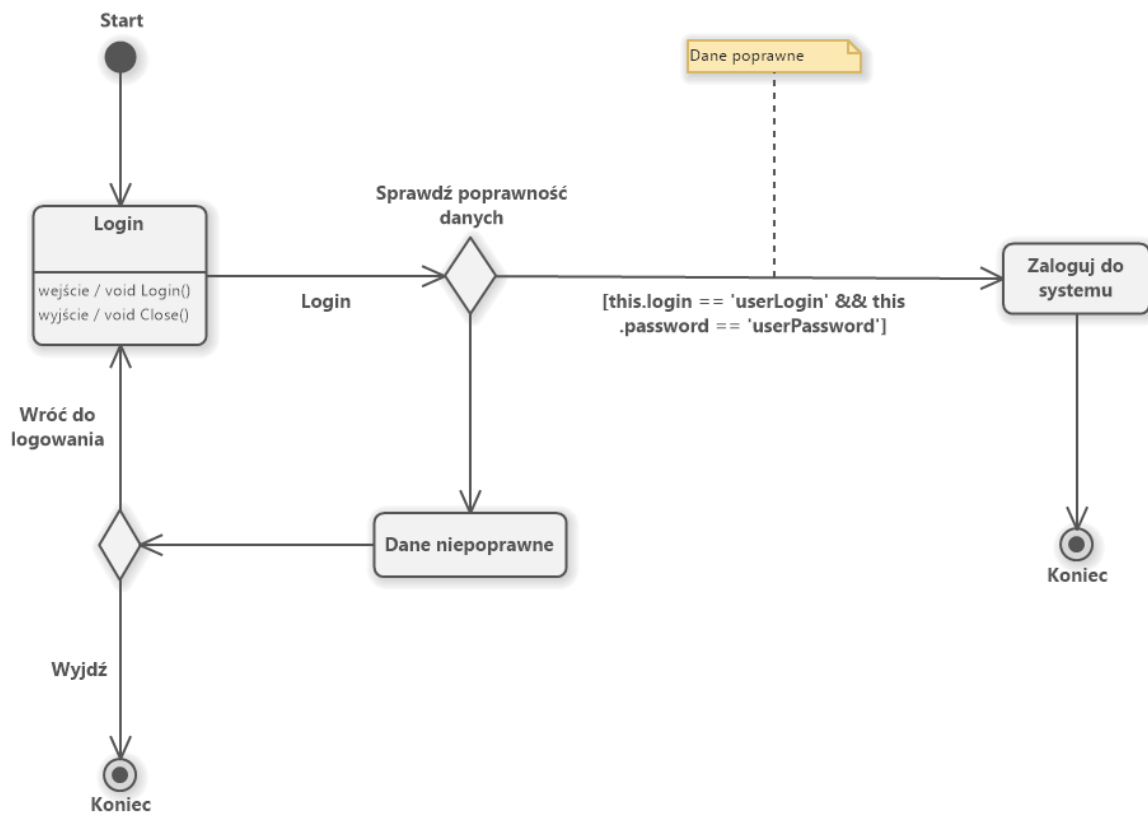 Start
Dane poprawne
Sprawdź poprawność
danych
Login
wejście / void Login()
wyjście / void Close()
Login
[this.login == 'userLogin' && this
.password == 'userPassword']
Zaloguj do
systemu
Wróć do
logowania
Dane niepoprawne
Koniec
Wyjdź
Koniec